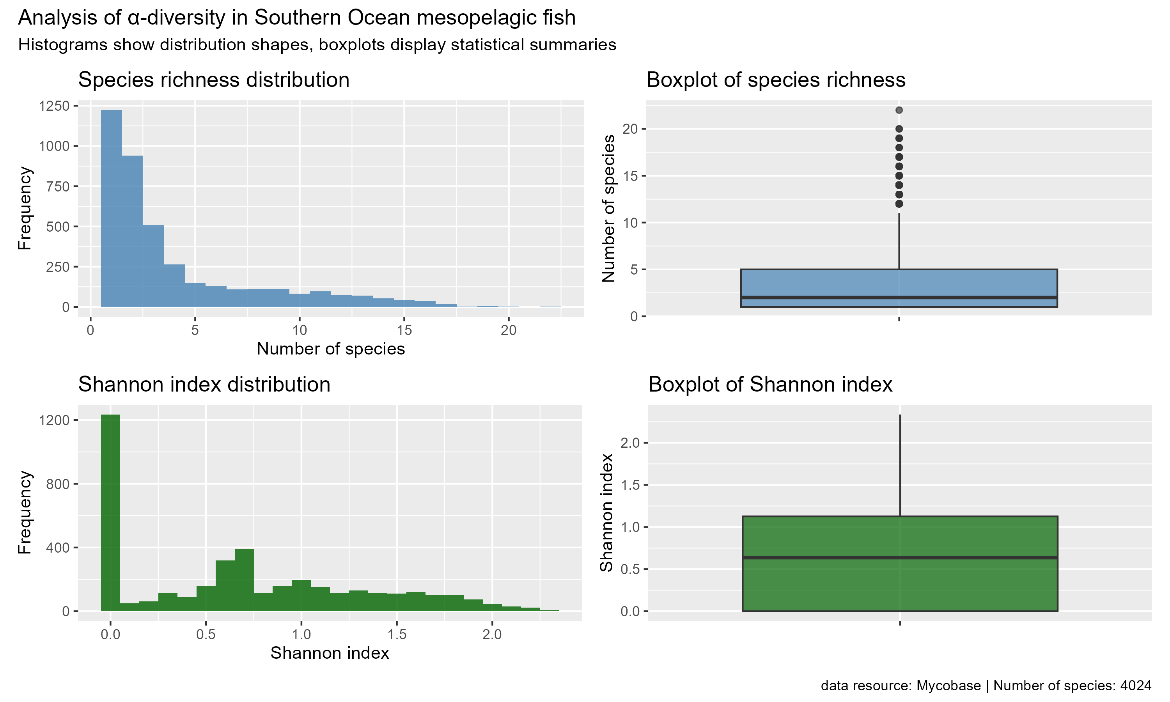 Analysis of α-diversity in Southern Ocean mesopelagic fish
Histograms show distribution shapes, boxplots display statistical summaries
Species richness distribution
1250
1000
750
500
250
0
Frequency
0 5 10 15 20
Number of species
Boxplot of species richness
20
15
10
5
0
Number of species
Shannon index distribution
1200
800
400
0
Frequency
0.0 0.5 1.0 1.5 2.0
Shannon index
Boxplot of Shannon index
2.0
1.5
1.0
0.5
0.0
Shannon index
data resource: Mycobase | Number of species: 4024